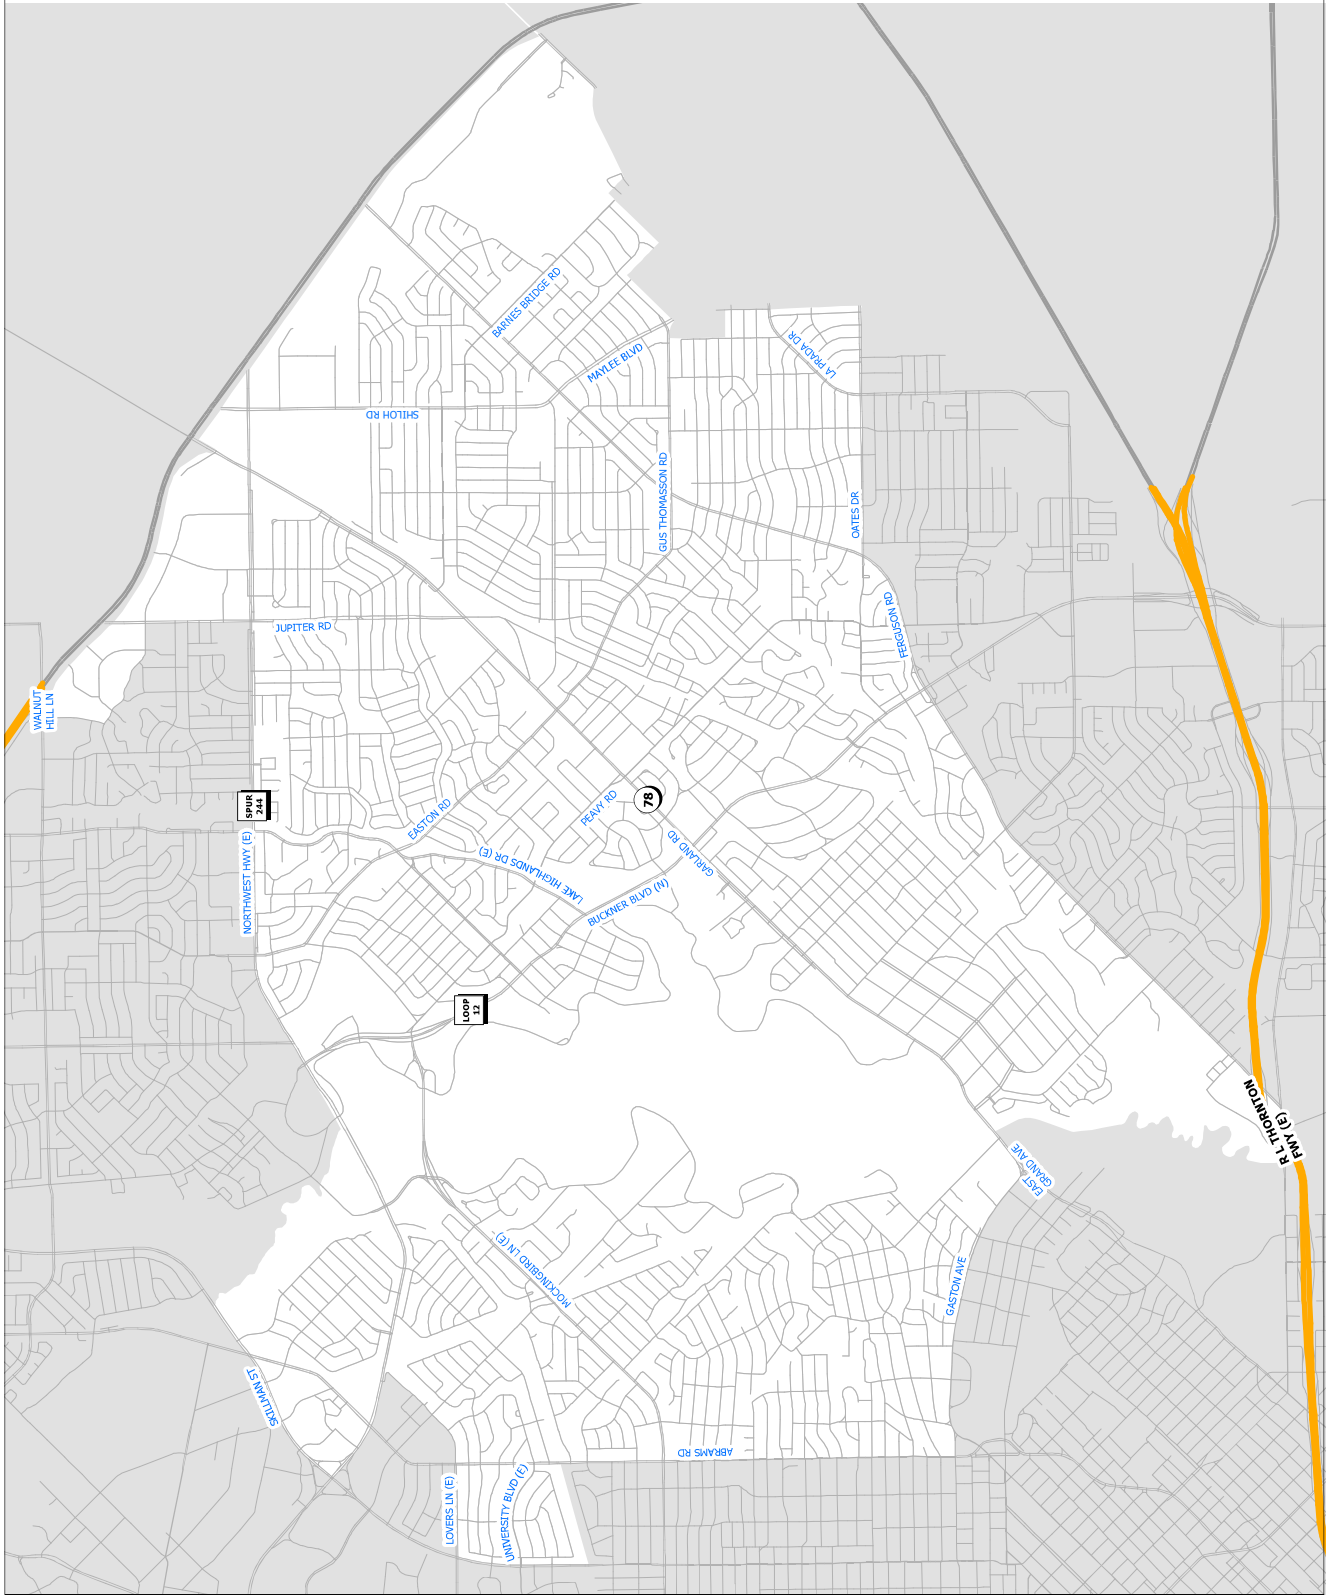 BARNES BRIDGE RD
LA PRADA DR
MAYLEE BLVD
SHILOH RD
GUS THOMASSON RD
OATES DR
JUPITER RD
FERGUSON RD
WALNUT
HILL LN
SPUR
244
EASTON RD
PEAVY RD
78
GARLAND RD
NORTHWEST HWY (E)
LAKE HIGHLANDS DR (E)
BUCKNER BLVD (N)
LOOP
12
R L THORNTON
FWY (E)
EAST
GRAND AVE
MOCKINGBIRD LN (E)
GASTON AVE
SKILLMAN ST
ABRAMS RD
LOVERS LN (E)
UNIVERSITY BLVD (E)